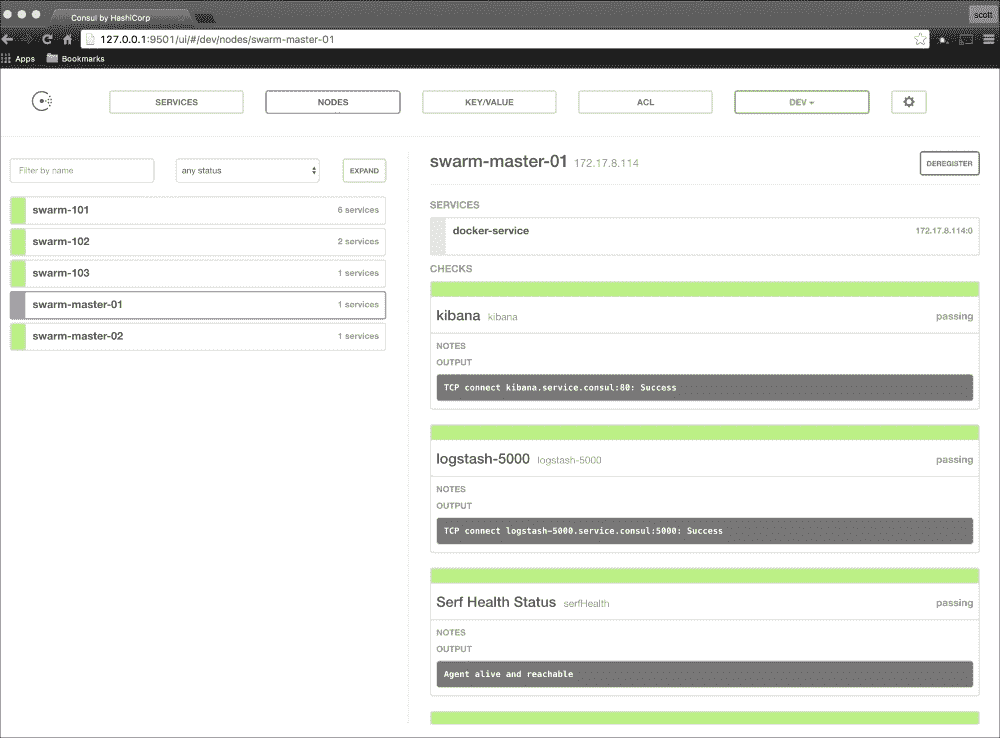 Consul by HashiCorp
scott
127.0.0.1:9501/ui/#/dev/nodes/swarm-master-01
Apps Bookmarks
SERVICES NODES KEY/VALUE ACL DEV
Filter by name any status EXPAND
swarm-101 6 services
swarm-102 2 services
swarm-103 1 services
swarm-master-01 1 services
swarm-master-02 1 services
swarm-master-01 172.17.8.114 DEREGISTER
SERVICES
docker-service 172.17.8.114:0
CHECKS
kibana kibana passing
NOTES
OUTPUT
TCP connect kibana.service.consul:80: Success
logstash-5000 logstash-5000 passing
NOTES
OUTPUT
TCP connect logstash-5000.service.consul:5000: Success
Serf Health Status serfHealth passing
NOTES
OUTPUT
Agent alive and reachable